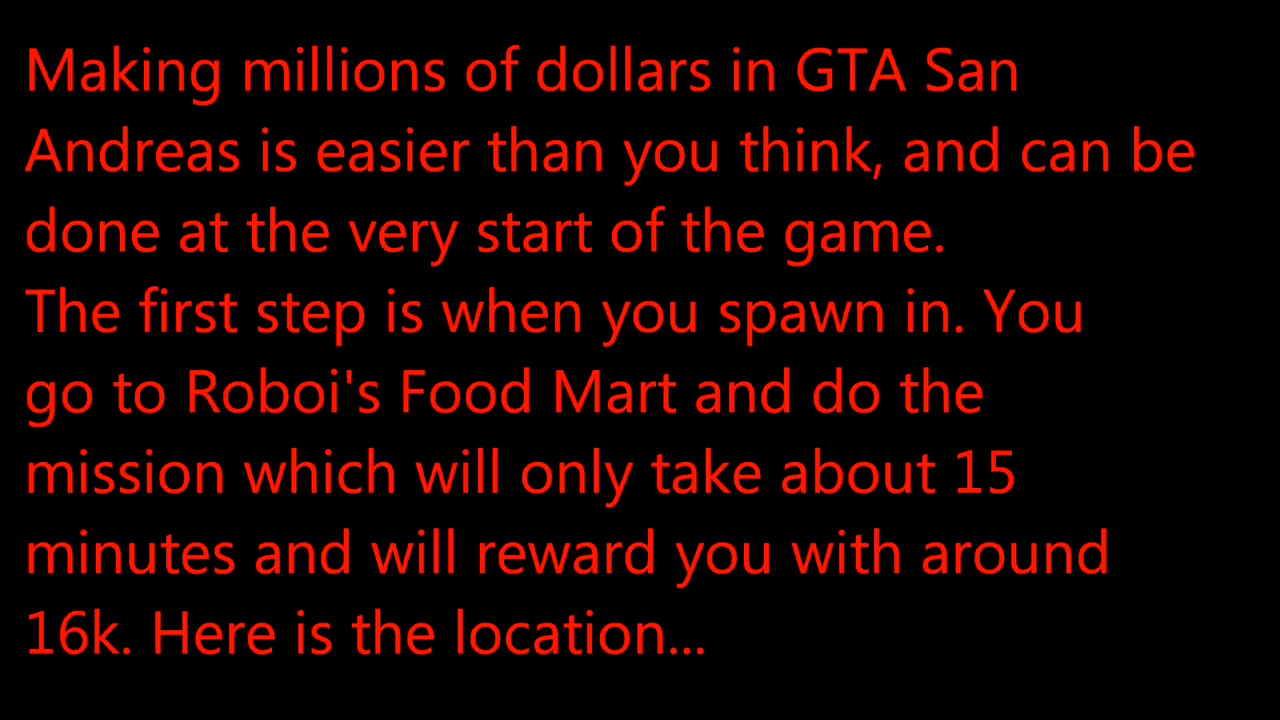 Making millions of dollars in GTA San
Andreas is easier than you think, and can be
done at the very start of the game.
The first step is when you spawn in. You
go to Roboi's Food Mart and do the
mission which will only take about 15
minutes and will reward you with around
16k. Here is the location...